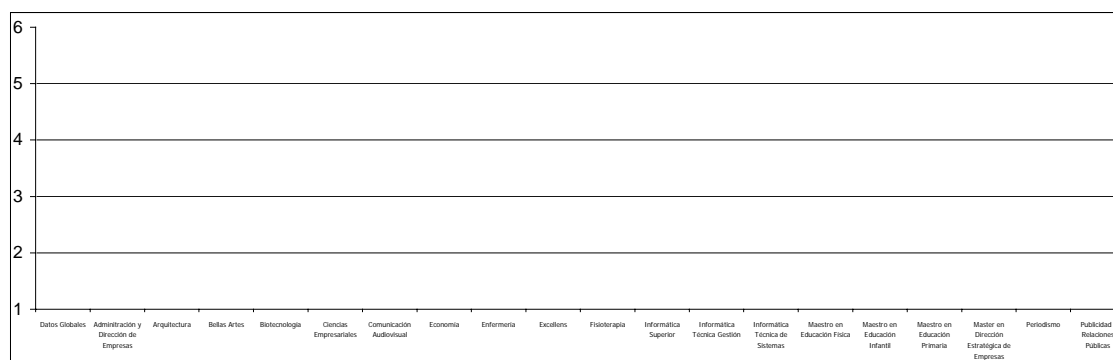 6
5
4
3
2
1
Datos Globales
Adminitración y
Dirección de
Empresas
Arquitectura
Bellas Artes
Biotecnología
Ciencias
Empresariales
Comunicación
Audiovisual
Economía
Enfermería
Excellens
Fisioterapia
Informática
Superior
Informática
Técnica Gestión
Informática
Técnica de
Sistemas
Maestro en
Educación Física
Maestro en
Educación
Infantil
Maestro en
Educación
Primaria
Master en
Dirección
Estratégica de
Empresas
Periodismo
Publicidad
Relaciones
Públicas